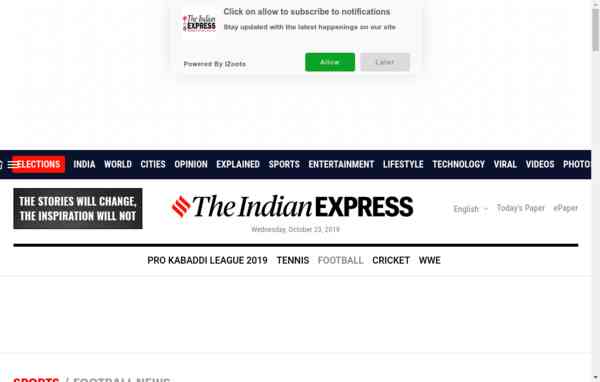 Click on allow to subscribe to notifications
The Indian
EXPRESS
Stay updated with the latest happenings on our site
Powered By iZooto
Allow
Later
ELECTIONS INDIA WORLD CITIES OPINION EXPLAINED SPORTS ENTERTAINMENT LIFESTYLE TECHNOLOGY VIRAL VIDEOS PHOTOS
THE STORIES WILL CHANGE,
THE INSPIRATION WILL NOT
The Indian EXPRESS
English Today's Paper ePaper
Wednesday, October 23, 2019
PRO KABADDI LEAGUE 2019 TENNIS FOOTBALL CRICKET WWE
SPORTS / FOOTBALL NEWS